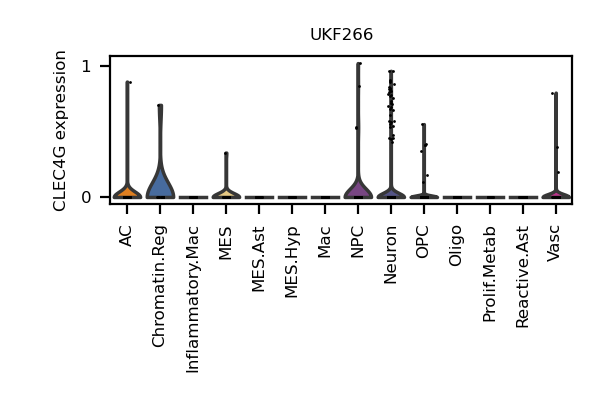 UKF266
CLEC4G expression
1
0
AC
Chromatin.Reg
Inflammatory.Mac
MES
MES.Ast
MES.Hyp
Mac
NPC
Neuron
OPC
Oligo
Prolif.Metab
Reactive.Ast
Vasc